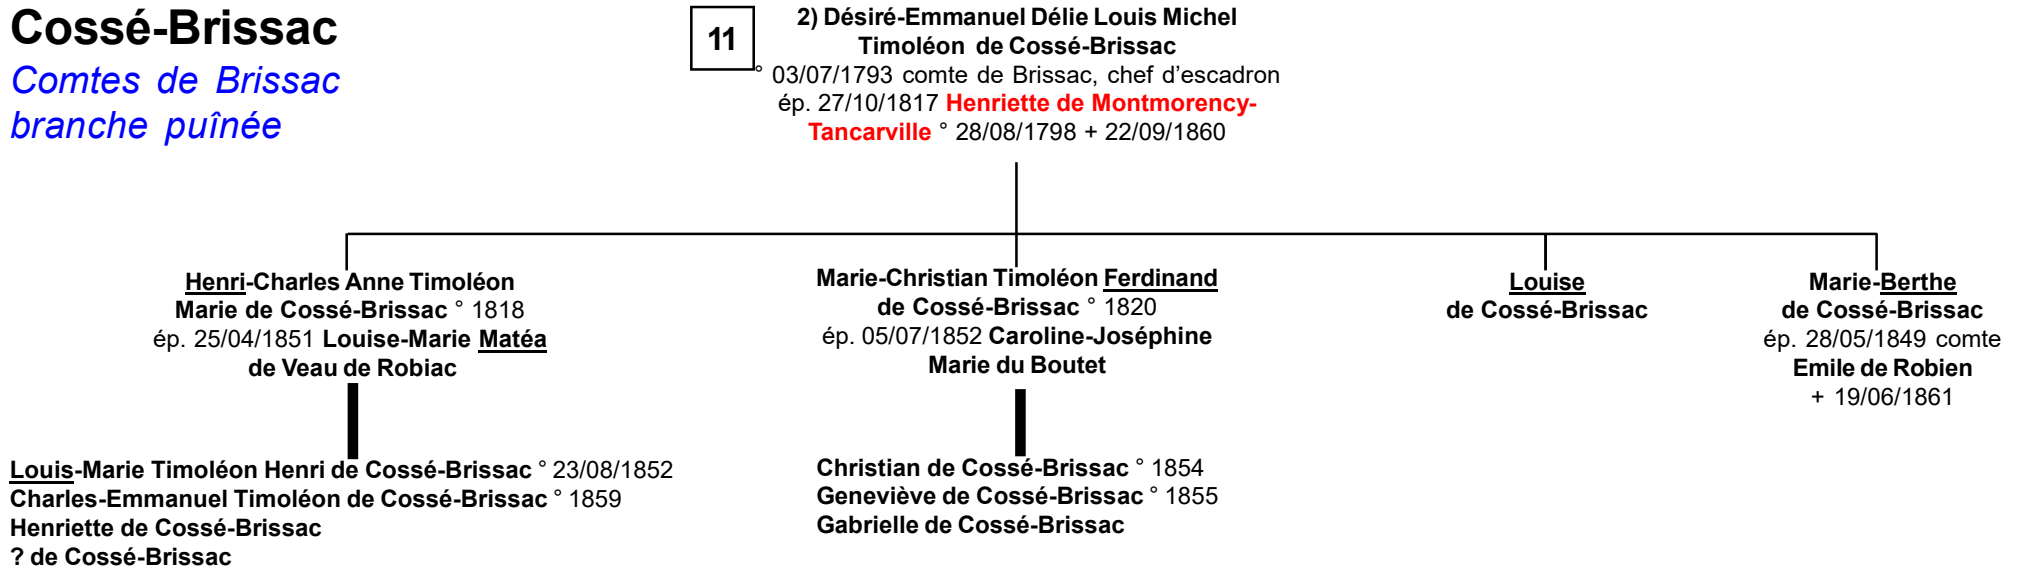 Cossé-Brissac
Comtes de Brissac
branche puînée
11
2) Désiré-Emmanuel Délie Louis Michel
Timoléon de Cossé-Brissac
° 03/07/1793 comte de Brissac, chef d'escadron
ép. 27/10/1817 Henriette de Montmorency-
Tancarville ° 28/08/1798 + 22/09/1860
Henri-Charles Anne Timoléon
Marie de Cossé-Brissac ° 1818
ép. 25/04/1851 Louise-Marie Matéa
de Veau de Robiac
Marie-Christian Timoléon Ferdinand
de Cossé-Brissac ° 1820
ép. 05/07/1852 Caroline-Joséphine
Marie du Boutet
Louise
de Cossé-Brissac
Marie-Berthe
de Cossé-Brissac
ép. 28/05/1849 comte
Emile de Robien
+ 19/06/1861
Louis-Marie Timoléon Henri de Cossé-Brissac ° 23/08/1852
Charles-Emmanuel Timoléon de Cossé-Brissac ° 1859
Henriette de Cossé-Brissac
? de Cossé-Brissac
Christian de Cossé-Brissac ° 1854
Geneviève de Cossé-Brissac ° 1855
Gabrielle de Cossé-Brissac